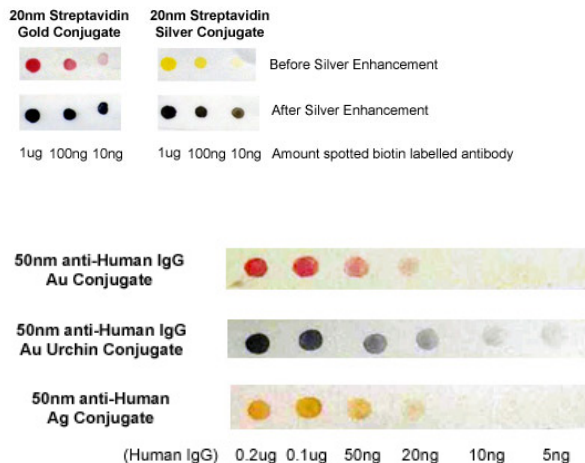 20nm Streptavidin
Gold Conjugate
20nm Streptavidin
Silver Conjugate
Before Silver Enhancement
After Silver Enhancement
1ug 100ng 10ng
1ug 100ng 10ng
Amount spotted biotin labelled antibody
50nm anti-Human IgG
Au Conjugate
50nm anti-Human IgG
Au Urchin Conjugate
50nm anti-Human
Ag Conjugate
(Human IgG) 0.2ug 0.1ug 50ng 20ng 10ng 5ng